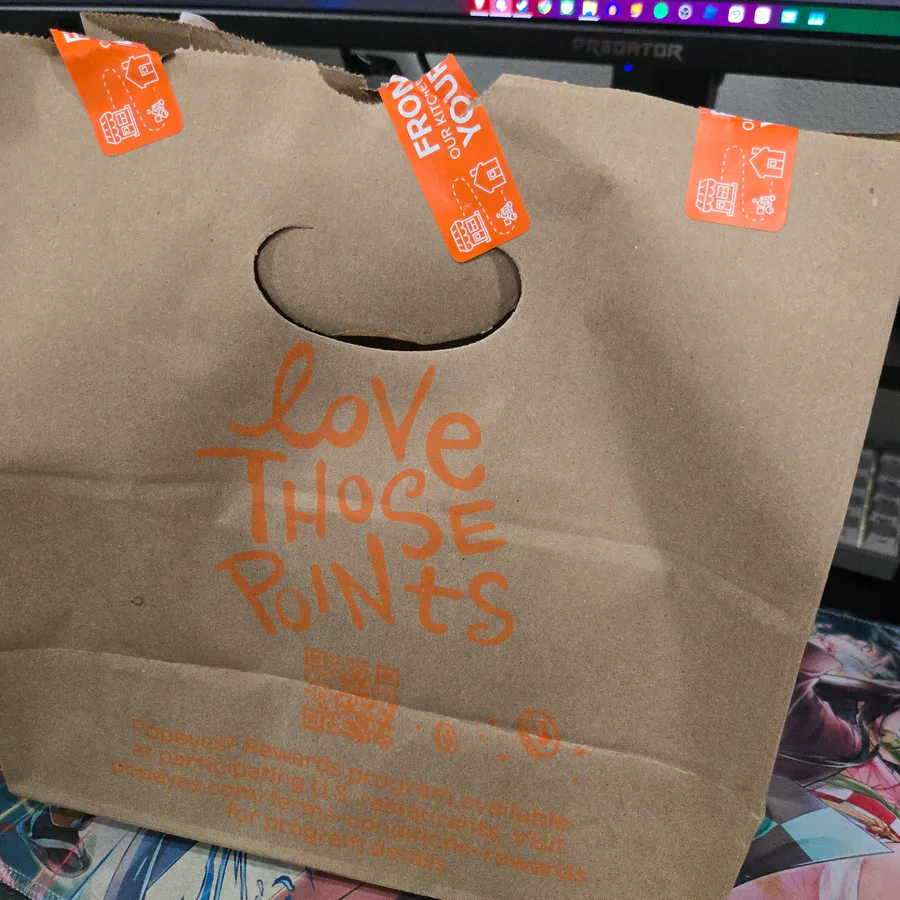 PREDATOR
FROM
OUR KITCHEN
YOUR
love
THOSE
POINtS
Popeyes® Rewards program available
at participating U.S. restaurants. Visit
popeyes.com/terms-conditions-rewards
for program details.